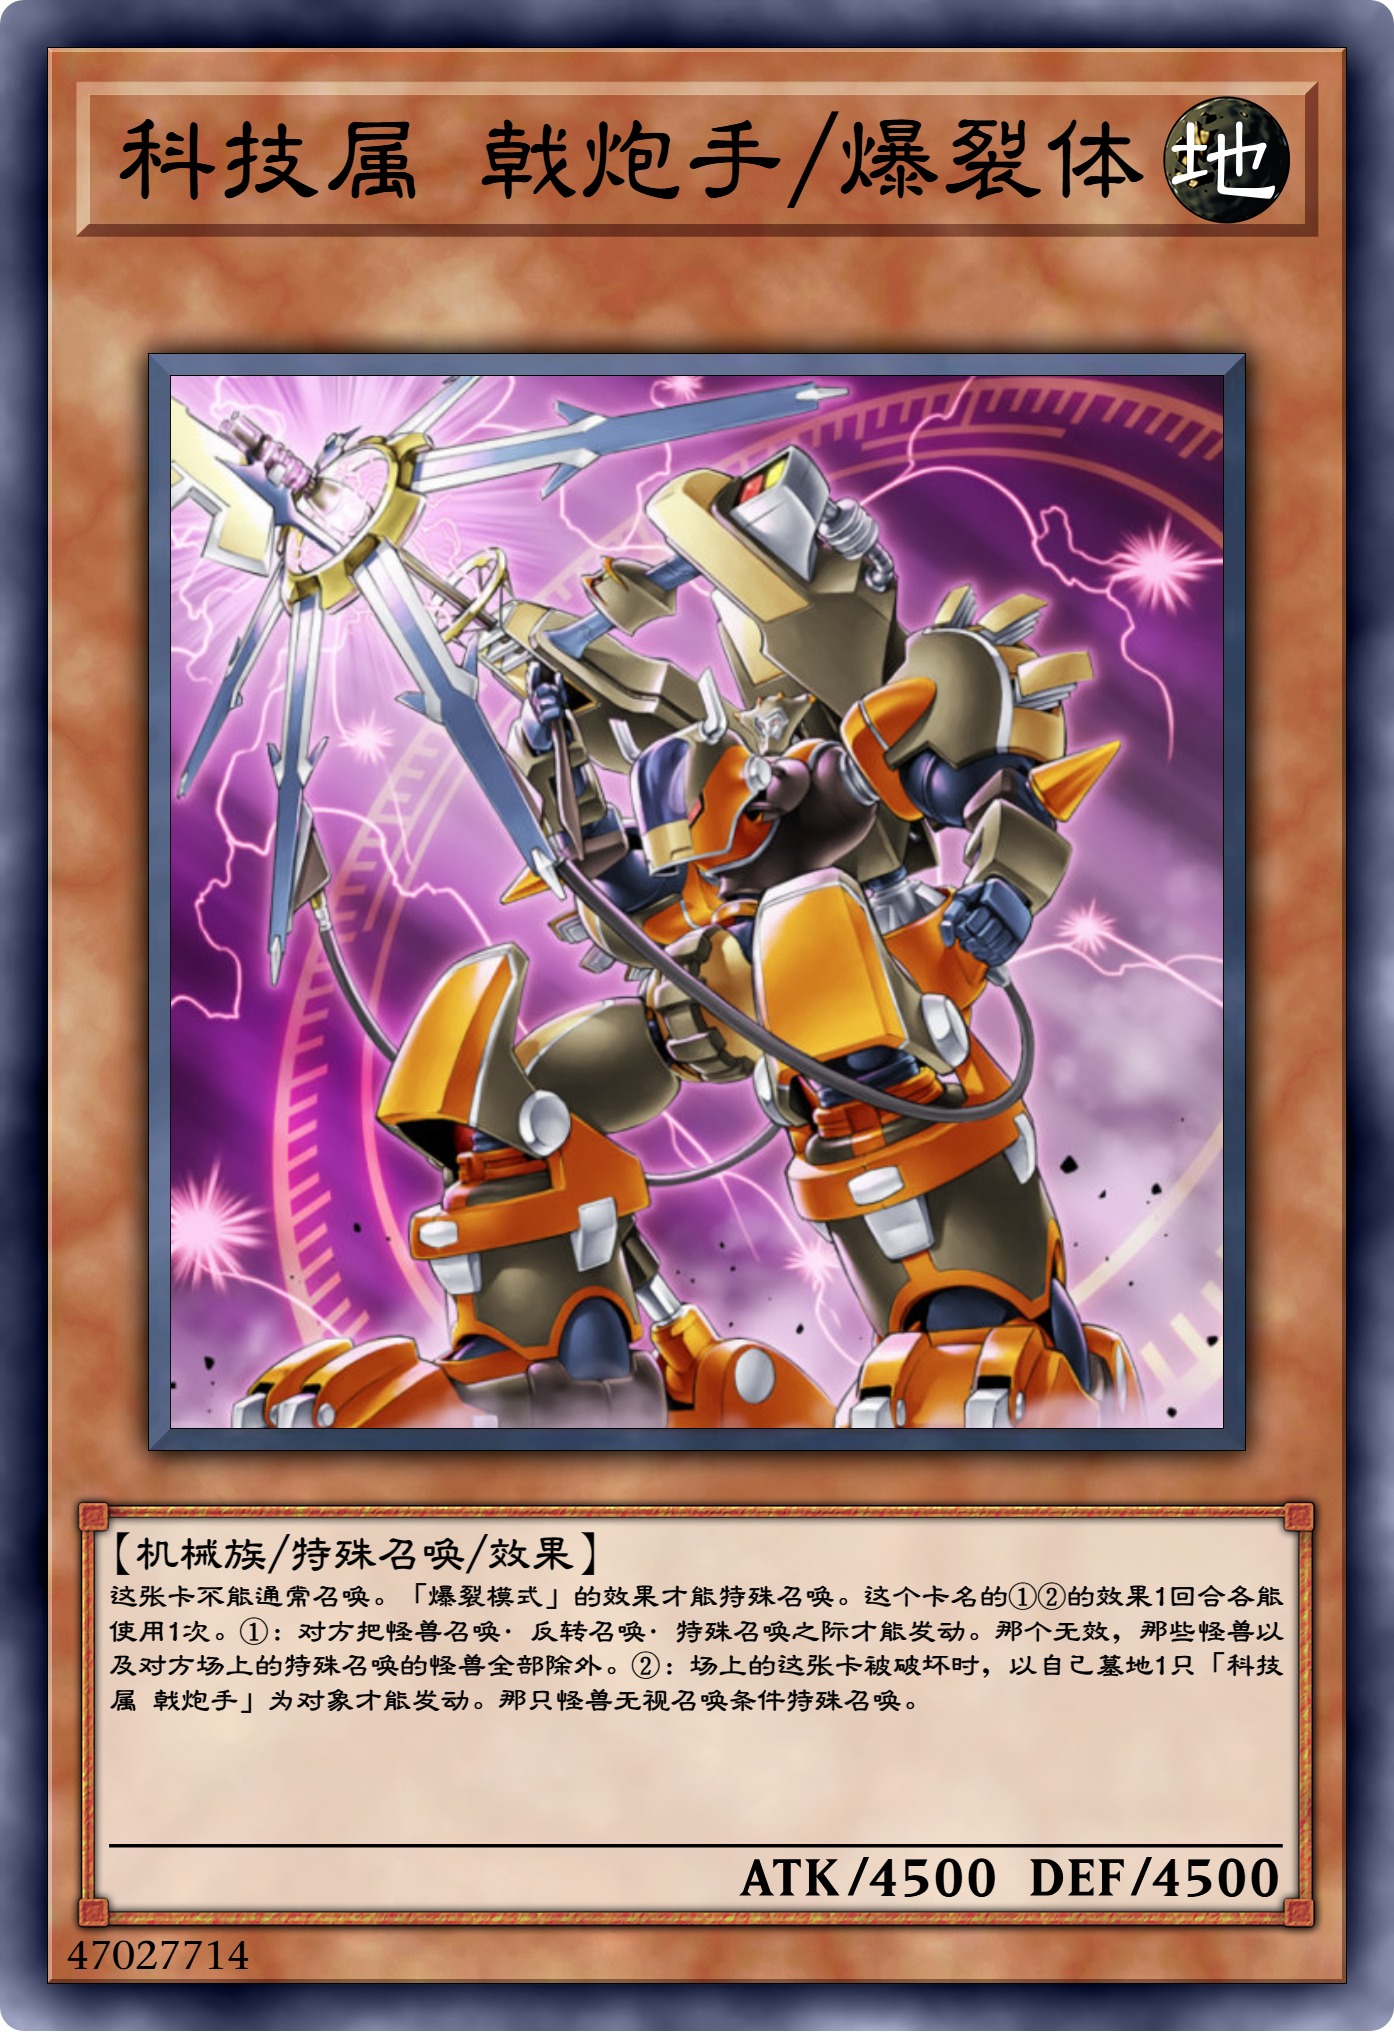 科技属 戟炮手/爆裂体
地
【机械族/特殊召唤/效果】
这张卡不能通常召唤。「爆裂模式」的效果才能特殊召唤。这个卡名的①②的效果1回合各能
使用1次。①：对方把怪兽召唤·反转召唤·特殊召唤之际才能发动。那个无效，那些怪兽以
及对方场上的特殊召唤的怪兽全部除外。②：场上的这张卡被破坏时，以自己墓地1只「科技
属 戟炮手」为对象才能发动。那只怪兽无视召唤条件特殊召唤。
ATK/4500 DEF/4500
47027714